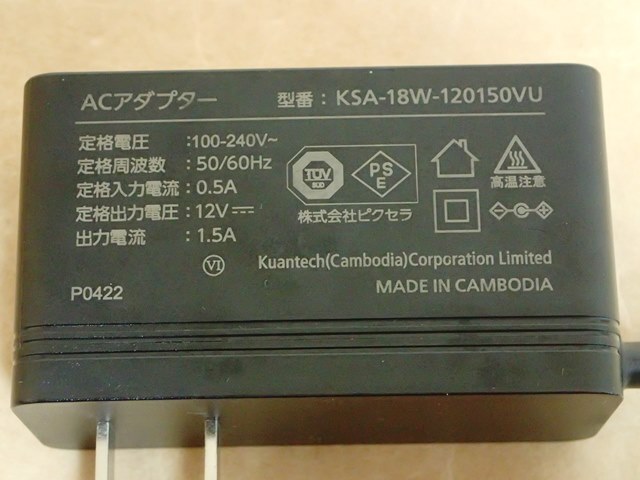 ACアダプター 型番：KSA-18W-120150VU
定格電圧 :100-240V~
定格周波数 : 50/60Hz
定格入力電流 : 0.5A
定格出力電圧 : 12V⎓
出力電流 : 1.5A
TÜV
SÜD
PS
E
株式会社ピクセラ
高温注意
VI
Kuantech(Cambodia)Corporation Limited
P0422
MADE IN CAMBODIA